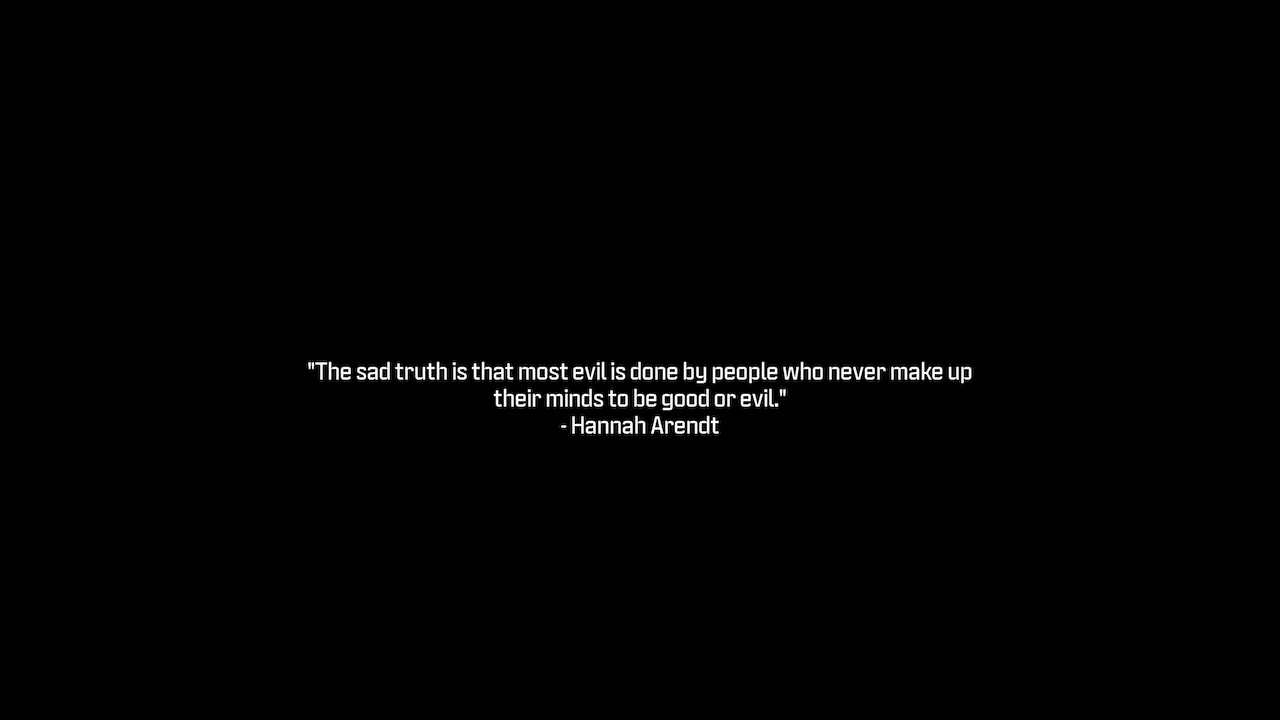 "The sad truth is that most evil is done by people who never make up
their minds to be good or evil."
- Hannah Arendt